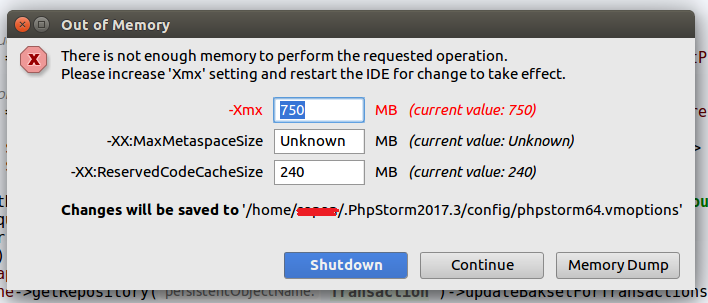 Out of Memory
There is not enough memory to perform the requested operation.
Please increase 'Xmx' setting and restart the IDE for change to take effect.
-Xmx 750 MB (current value: 750)
-XX:MaxMetaspaceSize Unknown MB (current value: Unknown)
-XX:ReservedCodeCacheSize 240 MB (current value: 240)
Changes will be saved to '/home/ /.PhpStorm2017.3/config/phpstorm64.vmoptions'
Shutdown Continue Memory Dump
->getRepository( persistentObjectName: 'Transaction')->updateBaksetForTransactions